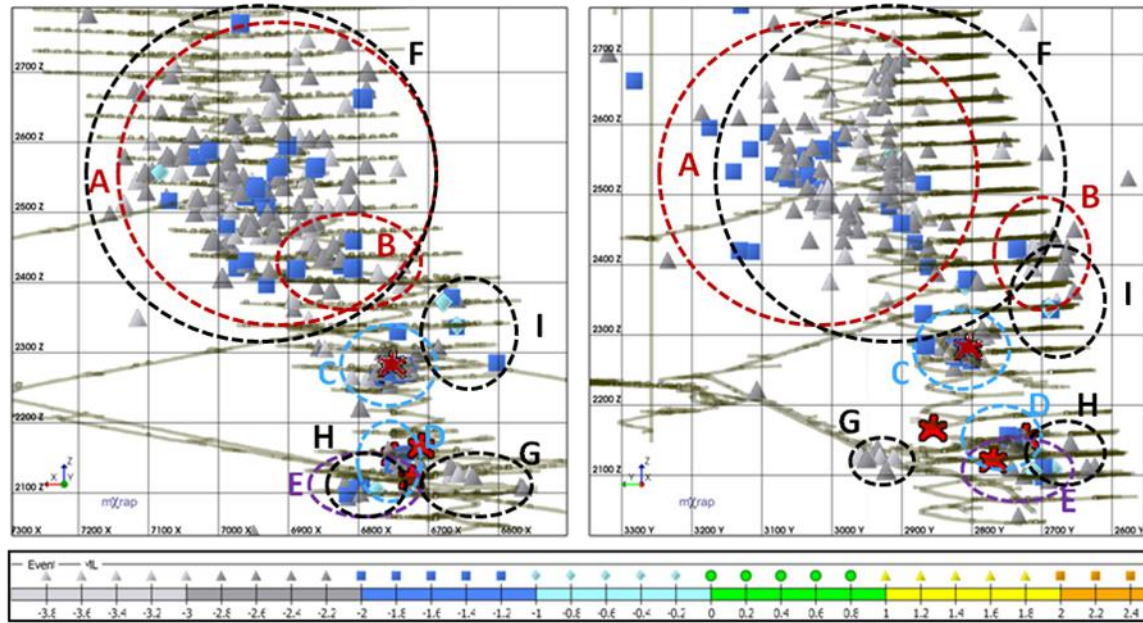 2700 Z
2600 Z
2500 Z
2400 Z
2300 Z
2200 Z
2100 Z
7300 X
7200 X
7100 X
7000 X
6900 X
6800 X
6700 X
6600 X
A
B
C
D
E
F
G
H
I
Z
X
Y
mXrap
2700 Z
2600 Z
2500 Z
2400 Z
2300 Z
2200 Z
2100 Z
3300 Y
3200 Y
3100 Y
3000 Y
2900 Y
2800 Y
2700 Y
2600 Y
A
B
C
D
E
F
G
H
I
Z
Y
mXrap
-3.4 -3.2 -3 -2.8 -2.6 -2.4 -2.2 -2 -1.8 -1.6 -1.4 -1.2 -1 -0.8 -0.6 -0.4 -0.2 0 0.2 0.4 0.6 0.8 1 1.2 1.4 1.6 1.8 2 2.2 2.4